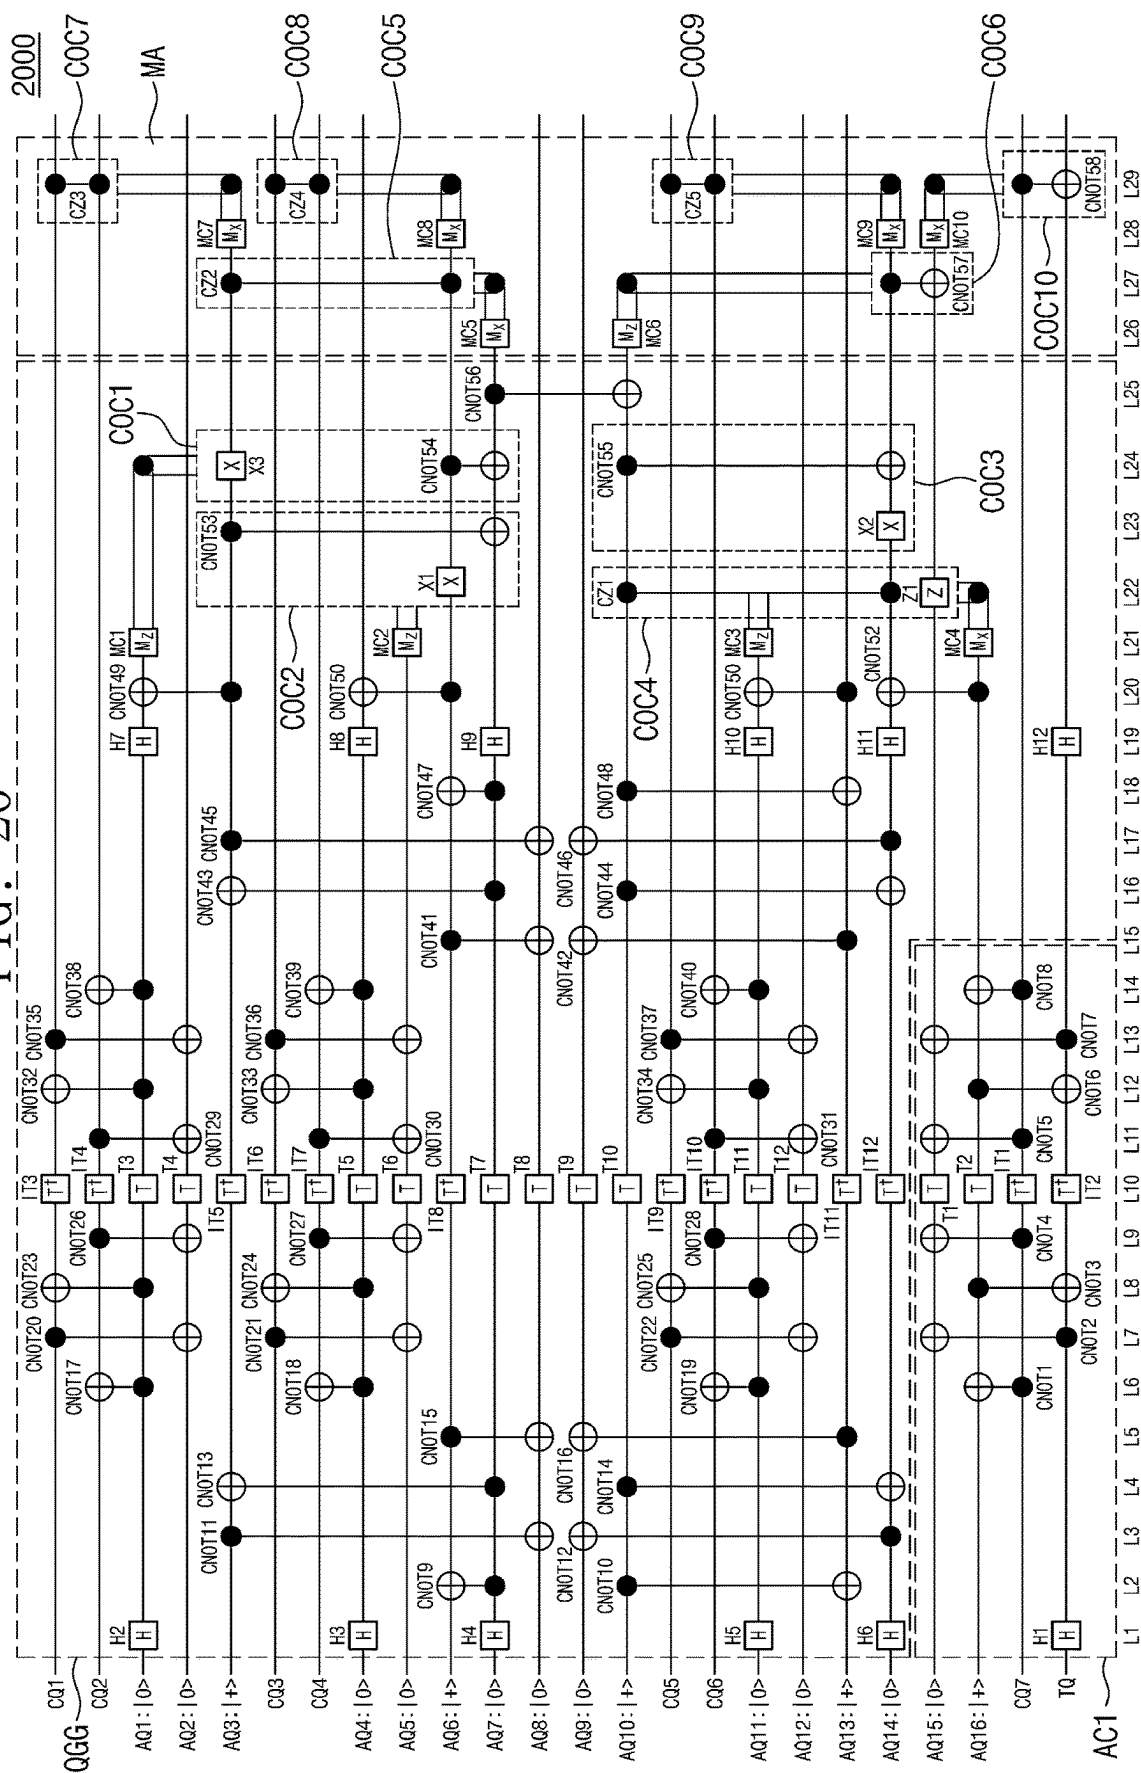 Fig. 20
2000
QGG
AC1
MA
COC1
COC2
COC3
COC4
COC5
COC6
COC7
COC8
COC9
COC10
CQ1
CQ2
AQ1:|0>
AQ2:|0>
AQ3:|+>
CQ3
CQ4
AQ4:|0>
AQ5:|0>
AQ6:|+>
AQ7:|0>
AQ8:|0>
AQ9:|0>
AQ10:|+>
CQ5
CQ6
AQ11:|0>
AQ12:|0>
AQ13:|+>
AQ14:|0>
AQ15:|0>
AQ16:|+>
CQ7
TQ
H2 H
H3 H
H4 H
H5 H
H6 H
H1 H
CNOT9
CNOT10
CNOT11
CNOT12
CNOT13
CNOT14
CNOT15
CNOT16
CNOT17
CNOT18
CNOT19
CNOT1
CNOT20
CNOT21
CNOT22
CNOT2
CNOT23
CNOT24
CNOT25
CNOT3
CNOT26
CNOT27
CNOT28
CNOT4
IT3 T†
IT4 T†
T3 T
T4 T
IT5 T†
IT6 T†
IT7 T†
T5 T
T6 T
IT8 T†
T7 T
T8 T
T9 T
T10 T
IT9 T†
IT10 T†
T11 T
T12 T
IT11 T†
IT12 T†
T1 T
T2 T
IT1 T†
IT2 T†
CNOT29
CNOT30
CNOT31
CNOT5
CNOT32
CNOT33
CNOT34
CNOT6
CNOT35
CNOT36
CNOT37
CNOT7
CNOT38
CNOT39
CNOT40
CNOT8
CNOT41
CNOT42
CNOT43
CNOT44
CNOT45
CNOT46
CNOT47
CNOT48
H7 H
H8 H
H9 H
H10 H
H11 H
H12 H
CNOT49
CNOT50
CNOT50
CNOT52
MC1 MZ
MC2 MZ
MC3 MZ
MC4 MX
X1 X
CZ1
Z1 Z
CNOT53
X2 X
X3 X
CNOT54
CNOT55
CNOT56
MC5 MX
MC6 MZ
CZ2
CNOT57
MC7 MX
MC8 MX
MC9 MX
MC10 MX
CZ3
CZ4
CZ5
CNOT58
L1 L2 L3 L4 L5 L6 L7 L8 L9 L10 L11 L12 L13 L14 L15 L16 L17 L18 L19 L20 L21 L22 L23 L24 L25 L26 L27 L28 L29